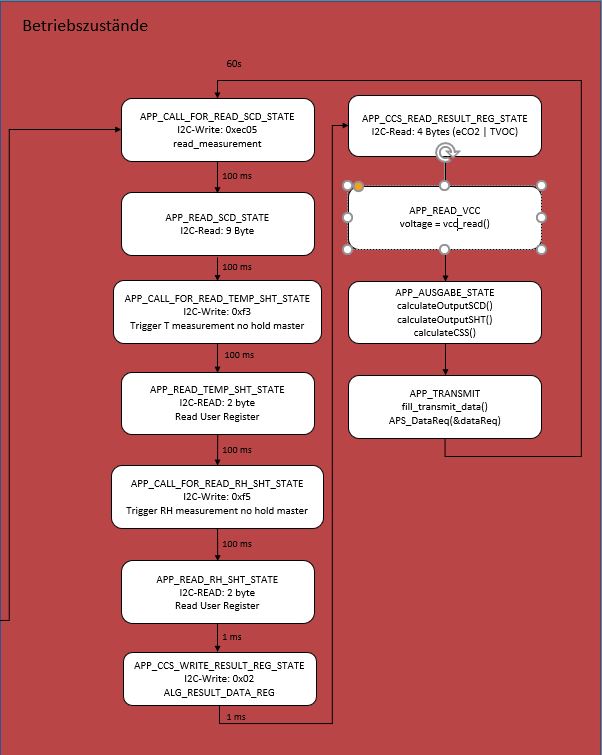 Betriebszustände
60s
APP_CALL_FOR_READ_SCD_STATE
I2C-Write: 0xec05
read_measurement
100 ms
APP_READ_SCD_STATE
I2C-Read: 9 Byte
100 ms
APP_CALL_FOR_READ_TEMP_SHT_STATE
I2C-Write: 0xf3
Trigger T measurement no hold master
100 ms
APP_READ_TEMP_SHT_STATE
I2C-READ: 2 byte
Read User Register
100 ms
APP_CALL_FOR_READ_RH_SHT_STATE
I2C-Write: 0xf5
Trigger RH measurement no hold master
100 ms
APP_READ_RH_SHT_STATE
I2C-READ: 2 byte
Read User Register
1 ms
APP_CCS_WRITE_RESULT_REG_STATE
I2C-Write: 0x02
ALG_RESULT_DATA_REG
1 ms
APP_CCS_READ_RESULT_REG_STATE
I2C-Read: 4 Bytes (eCO2 | TVOC)
APP_READ_VCC
voltage = vcc_read()
APP_AUSGABE_STATE
calculateOutputSCD()
calculateOutputSHT()
calculateCSS()
APP_TRANSMIT
fill_transmit_data()
APS_DataReq(&dataReq)